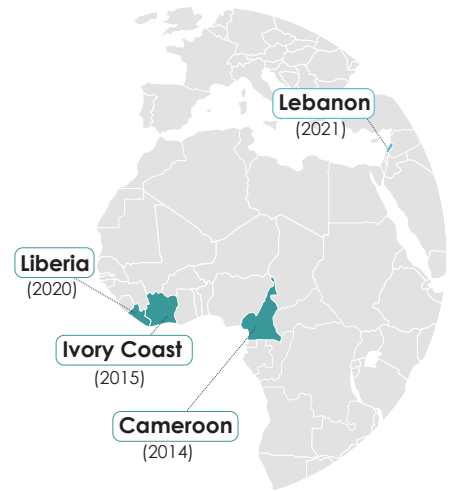 Lebanon
(2021)
Liberia
(2020)
Ivory Coast
(2015)
Cameroon
(2014)